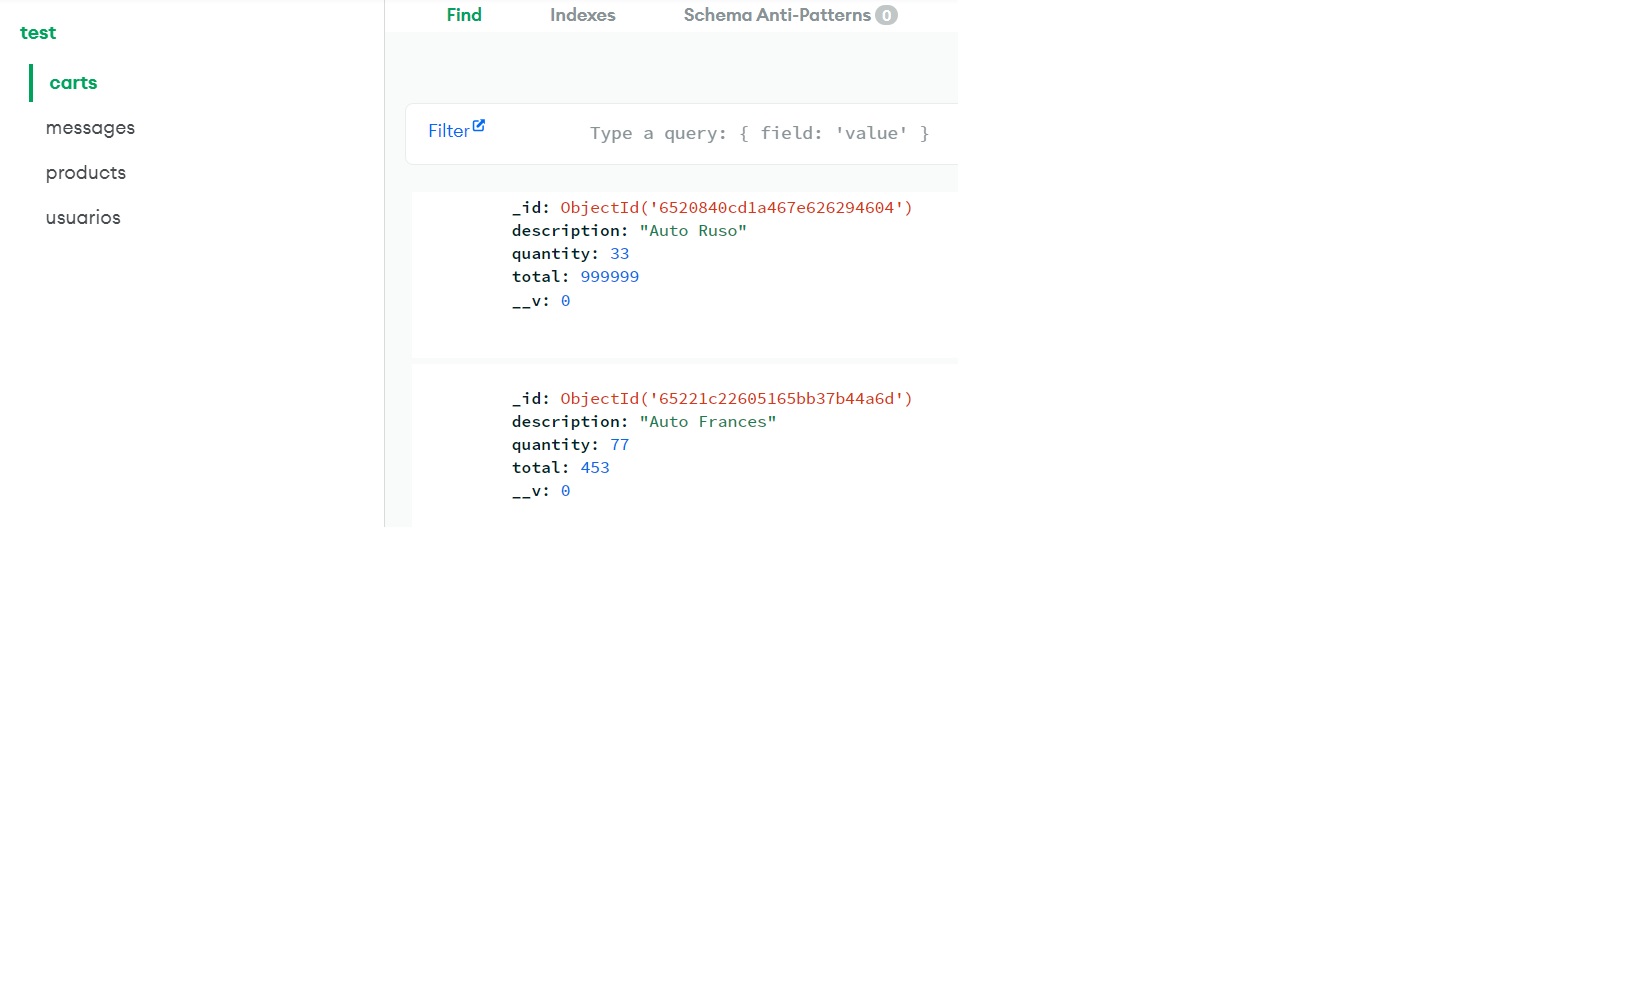 test
carts
messages
products
usuarios
Find Indexes Schema Anti-Patterns 0
Filter Type a query: { field: 'value' }
_id: ObjectId('6520840cd1a467e626294604')
description: "Auto Ruso"
quantity: 33
total: 999999
__v: 0
_id: ObjectId('65221c22605165bb37b44a6d')
description: "Auto Frances"
quantity: 77
total: 453
__v: 0